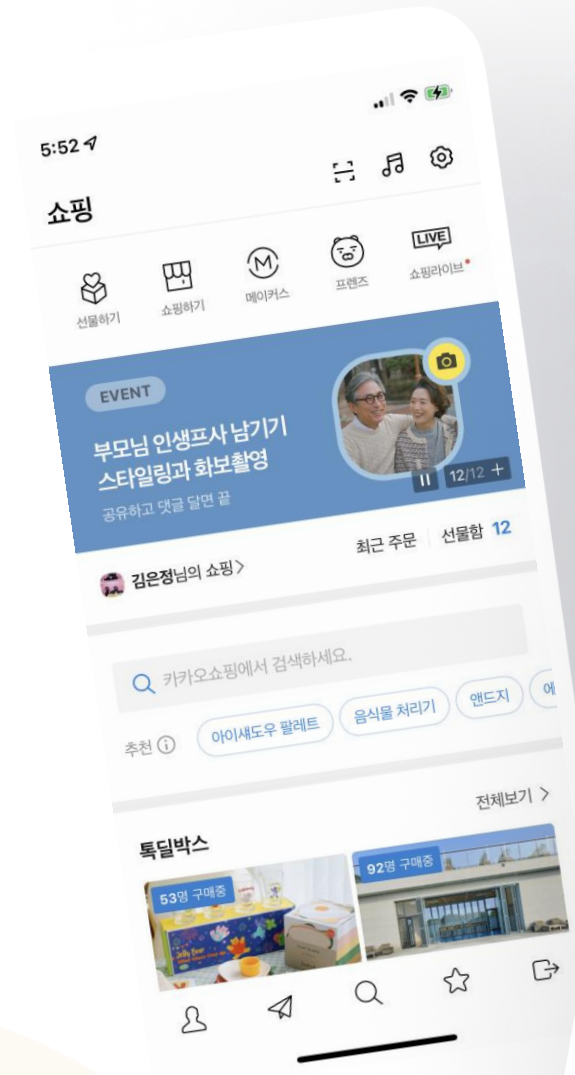 5:52
쇼핑
선물하기
쇼핑하기
메이커스
프렌즈
LIVE
쇼핑라이브
EVENT
부모님 인생프사 남기기
스타일링과 화보촬영
공유하고 댓글 달면 끝
12/12
김은정님의 쇼핑
최근 주문
선물함 12
카카오쇼핑에서 검색하세요.
추천
아이섀도우 팔레트
음식물 처리기
앤드지
에
톡딜박스
전체보기
53명 구매중
92명 구매중
Jelly Bear